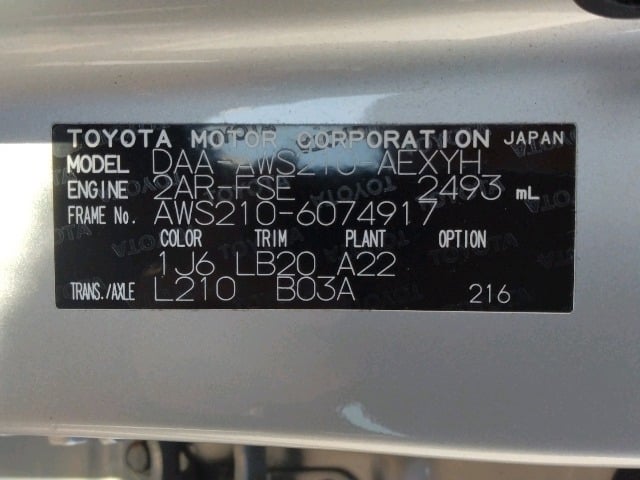 TOYOTA MOTOR CORPORATION JAPAN
MODEL DAA-AWS210-AEXYH
ENGINE 2AR-FSE 2493 mL
FRAME No. AWS210-6074917
COLOR TRIM PLANT OPTION
1J6 LB20 A22
TRANS./AXLE L210 B03A 216